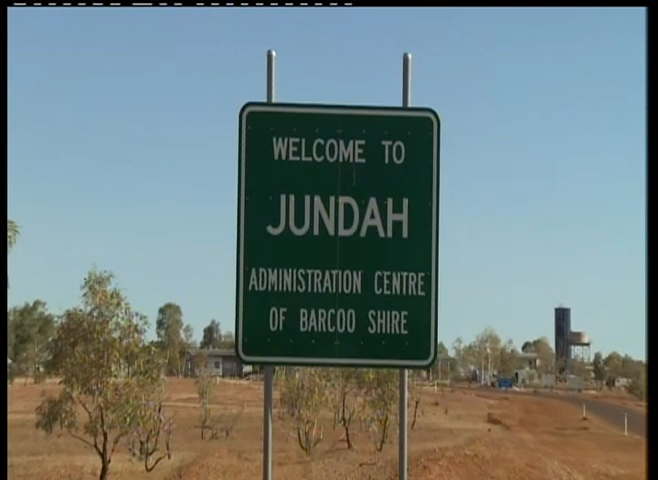 WELCOME TO
JUNDAH
ADMINISTRATION CENTRE
OF BARCOO SHIRE